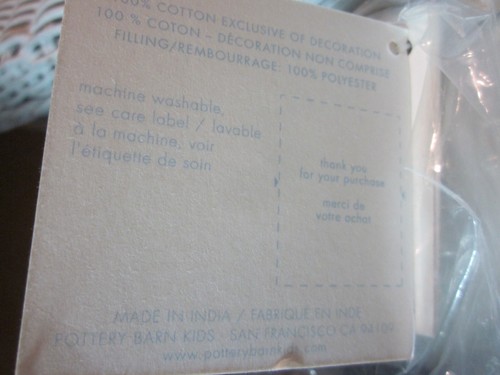 100% COTTON EXCLUSIVE OF DECORATION
100 % COTON - DÉCORATION NON COMPRISE
FILLING/REMBOURRAGE: 100% POLYESTER
machine washable,
see care label / lavable
à la machine, voir
l'étiquette de soin
thank you
for your purchase
merci de
votre achat
MADE IN INDIA / FABRIQUÉ EN INDE
POTTERY BARN KIDS · SAN FRANCISCO CA 94109
www.potterybarnkids.com